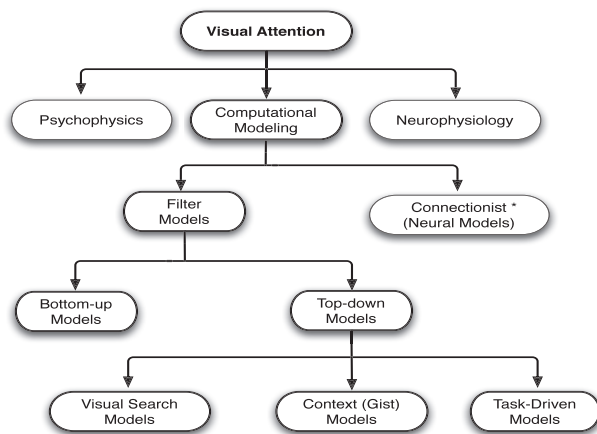 Visual Attention
Psychophysics
Computational
Modeling
Neurophysiology
Filter
Models
Connectionist *
(Neural Models)
Bottom-up
Models
Top-down
Models
Visual Search
Models
Context (Gist)
Models
Task-Driven
Models